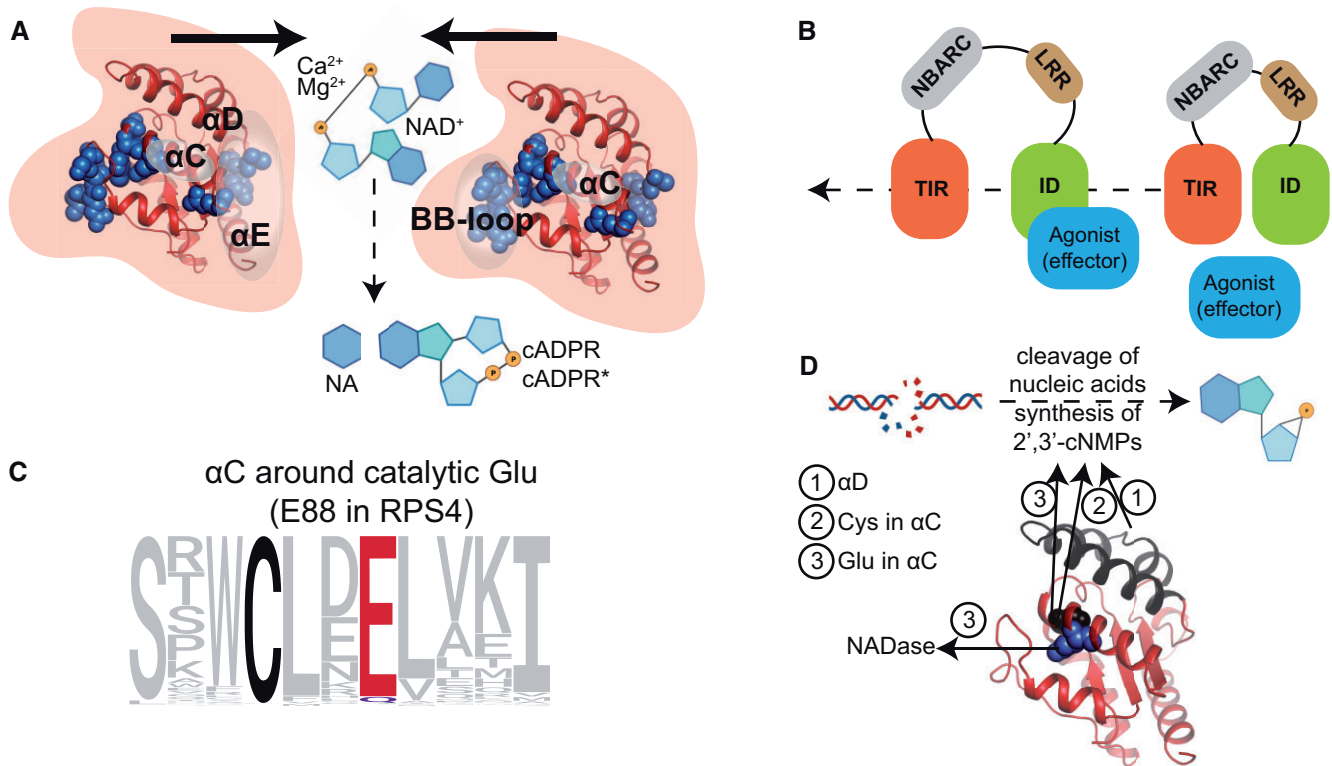 A
Ca²⁺
Mg²⁺
NAD⁺
αD
αC
αE
BB-loop
αC
NA
P
P
cADPR
cADPR*
B
NBARC
LRR
TIR
ID
Agonist
(effector)
NBARC
LRR
TIR
ID
Agonist
(effector)
C
αC around catalytic Glu
(E88 in RPS4)
S
R
T
S
P
K
W
C
L
D
E
N
K
E
Q
L
V
V
A
L
K
E
I
D
cleavage of
nucleic acids
synthesis of
2',3'-cNMPs
P
1 αD
2 Cys in αC
3 Glu in αC
3
2
1
3
NADase